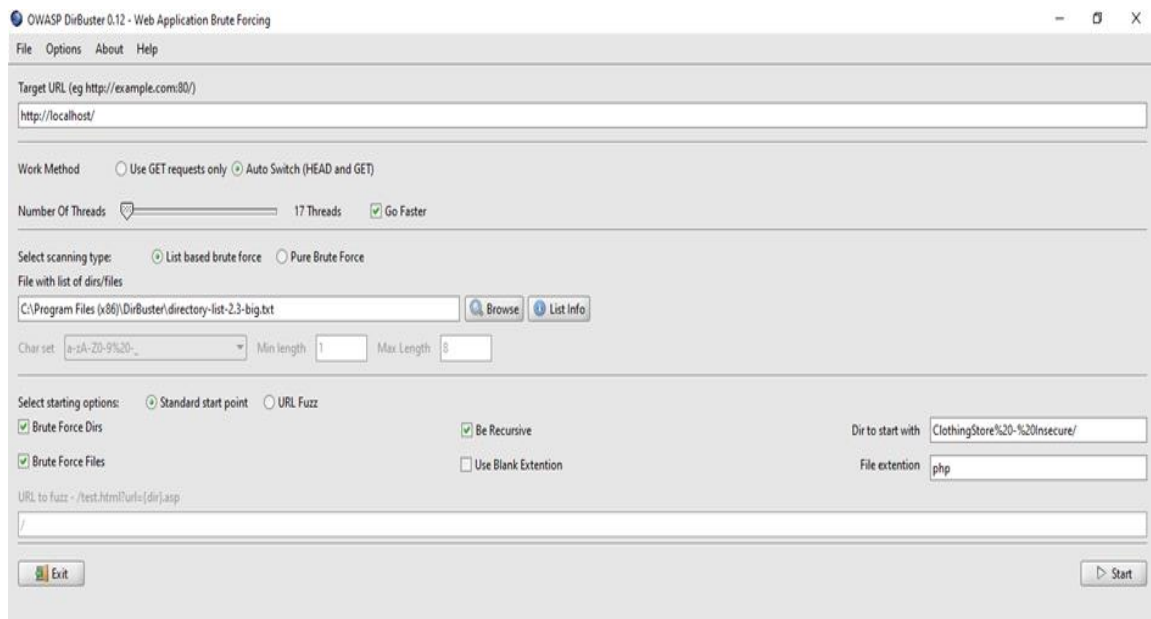 OWASP DirBuster 0.12 - Web Application Brute Forcing
File Options About Help
Target URL (eg http://example.com:80/)
http://localhost/
Work Method Use GET requests only Auto Switch (HEAD and GET)
Number Of Threads 17 Threads Go Faster
Select scanning type: List based brute force Pure Brute Force
File with list of dirs/files
C:\Program Files (x86)\DirBuster\directory-list-2.3-big.txt Browse List Info
Char set a-zA-Z0-9%20-_ Min length 1 Max Length 8
Select starting options: Standard start point URL Fuzz
Brute Force Dirs Be Recursive Dir to start with ClothingStore%20-%20Insecure/
Brute Force Files Use Blank Extention File extention php
URL to fuzz - /test.html?url={dir}.asp
/
Exit Start